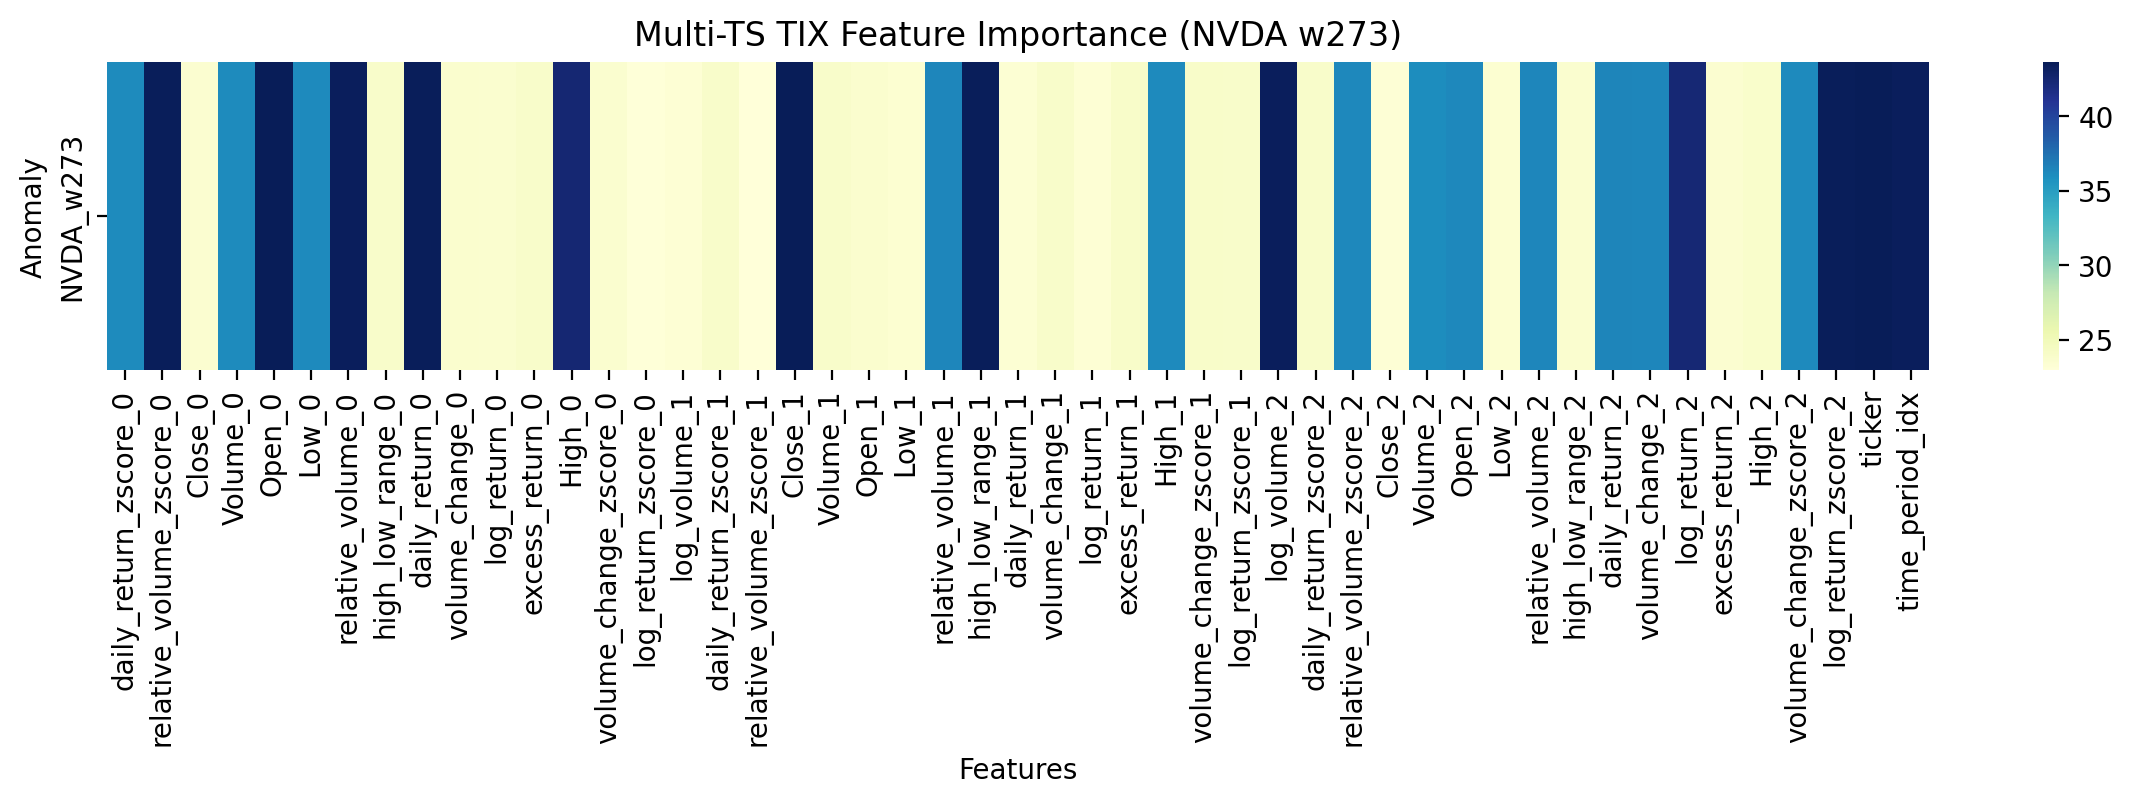 Multi-TS TIX Feature Importance (NVDA w273)
Anomaly
NVDA_w273
40
35
30
25
daily_return_zscore_0
relative_volume_zscore_0
Close_0
Volume_0
Open_0
Low_0
relative_volume_0
high_low_range_0
daily_return_0
volume_change_0
log_return_0
excess_return_0
High_0
volume_change_zscore_0
log_return_zscore_0
log_volume_1
daily_return_zscore_1
relative_volume_zscore_1
Close_1
Volume_1
Open_1
Low_1
relative_volume_1
high_low_range_1
daily_return_1
volume_change_1
log_return_1
excess_return_1
High_1
volume_change_zscore_1
log_return_zscore_1
log_volume_2
daily_return_zscore_2
relative_volume_zscore_2
Close_2
Volume_2
Open_2
Low_2
relative_volume_2
high_low_range_2
daily_return_2
volume_change_2
log_return_2
excess_return_2
High_2
volume_change_zscore_2
log_return_zscore_2
ticker
time_period_idx
Features